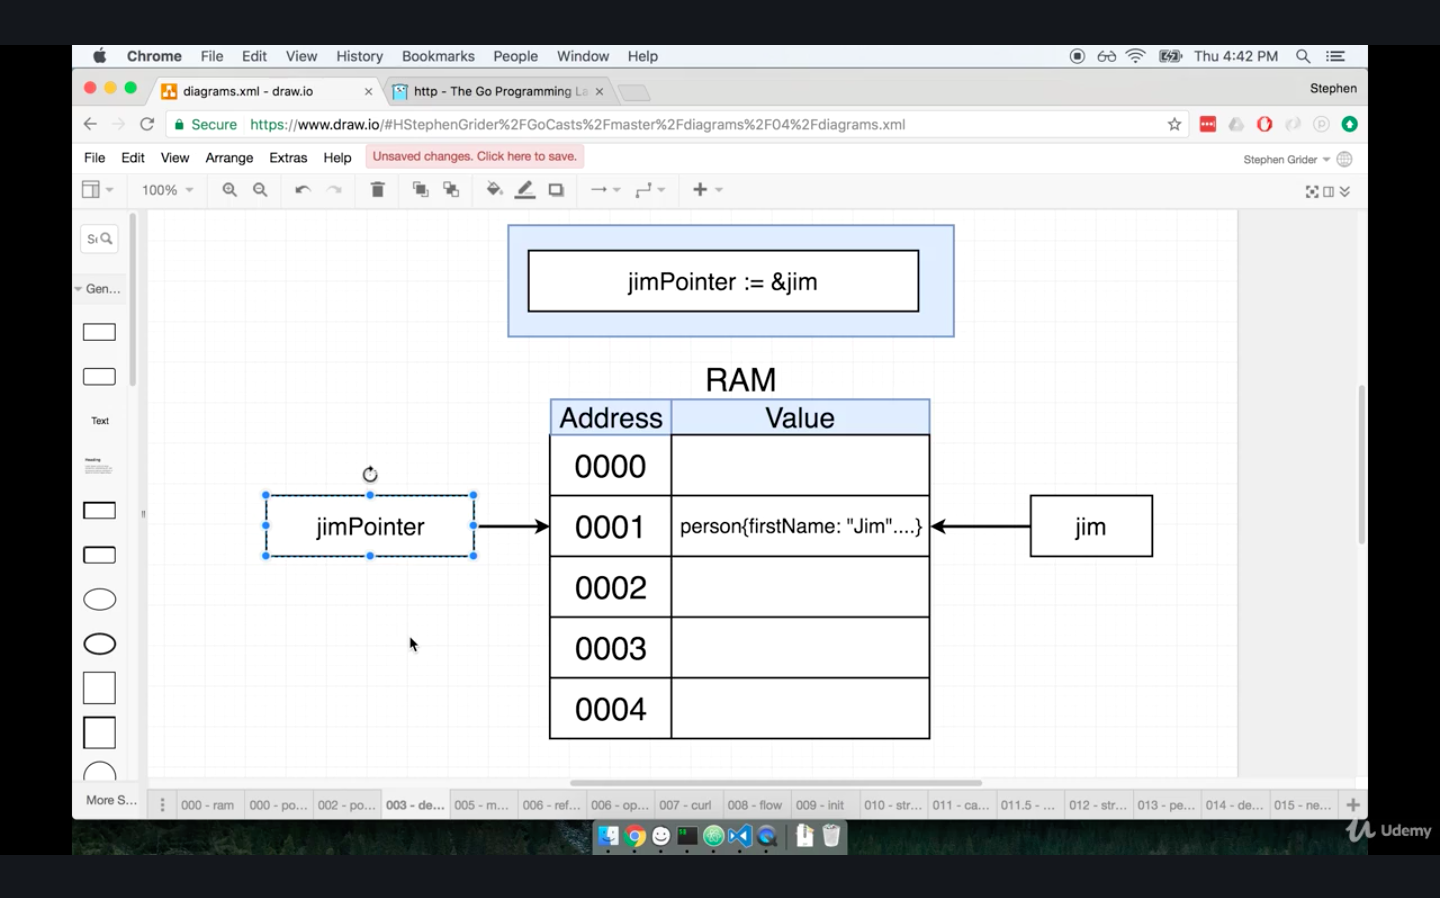 Chrome File Edit View History Bookmarks People Window Help Thu 4:42 PM
diagrams.xml - draw.io × http - The Go Programming La × Stephen
Secure https://www.draw.io/#HStephenGrider%2FGoCasts%2Fmaster%2Fdiagrams%2F04%2Fdiagrams.xml
File Edit View Arrange Extras Help Unsaved changes. Click here to save. Stephen Grider
100%
Gen...
Text
Heading
jimPointer := &jim
RAM
Address Value
0000
jimPointer 0001 person{firstName: "Jim"....} jim
0002
0003
0004
More S... 000 - ram 000 - po... 002 - po... 003 - de... 005 - m... 006 - ref... 006 - op... 007 - curl 008 - flow 009 - init 010 - str... 011 - ca... 011.5 - ... 012 - str... 013 - pe... 014 - de... 015 - ne...
Udemy